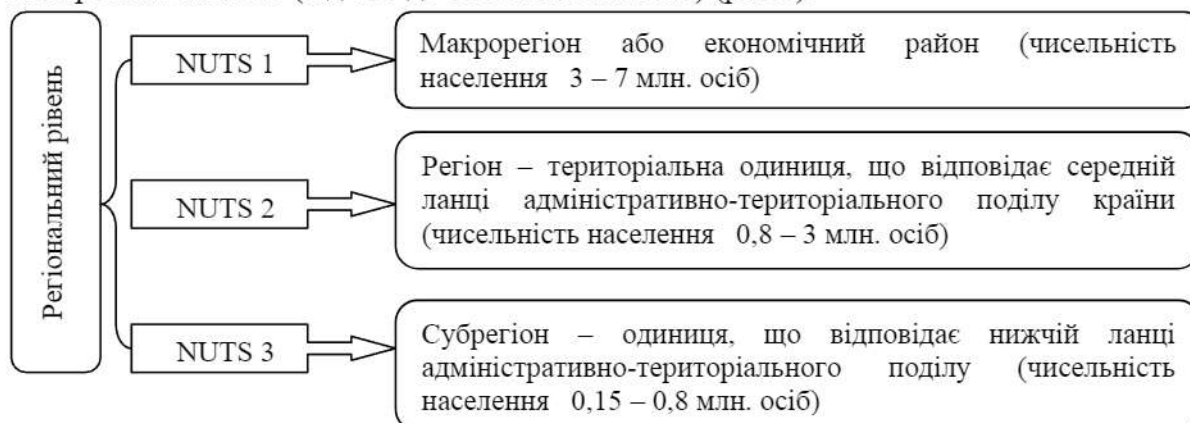 Регіональний рівень
NUTS 1
Макрорегіон або економічний район (чисельність
населення 3 – 7 млн. осіб)
NUTS 2
Регіон – територіальна одиниця, що відповідає середній
ланці адміністративно-територіального поділу країни
(чисельність населення 0,8 – 3 млн. осіб)
NUTS 3
Субрегіон – одиниця, що відповідає нижчій ланці
адміністративно-територіального поділу (чисельність
населення 0,15 – 0,8 млн. осіб)